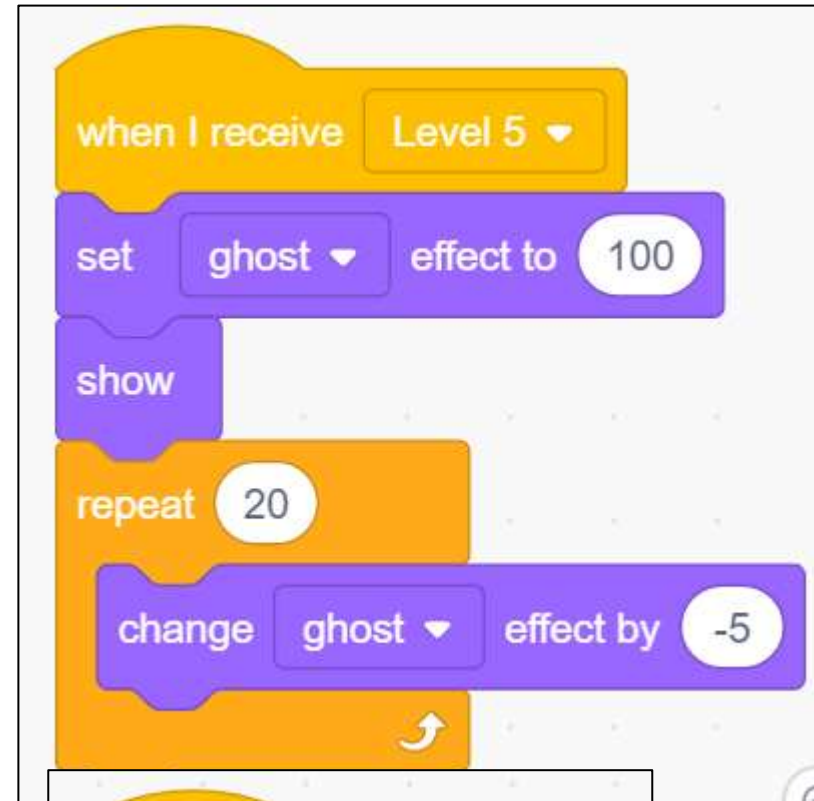 when I receive Level 5
set ghost effect to 100
show
repeat 20
change ghost effect by -5